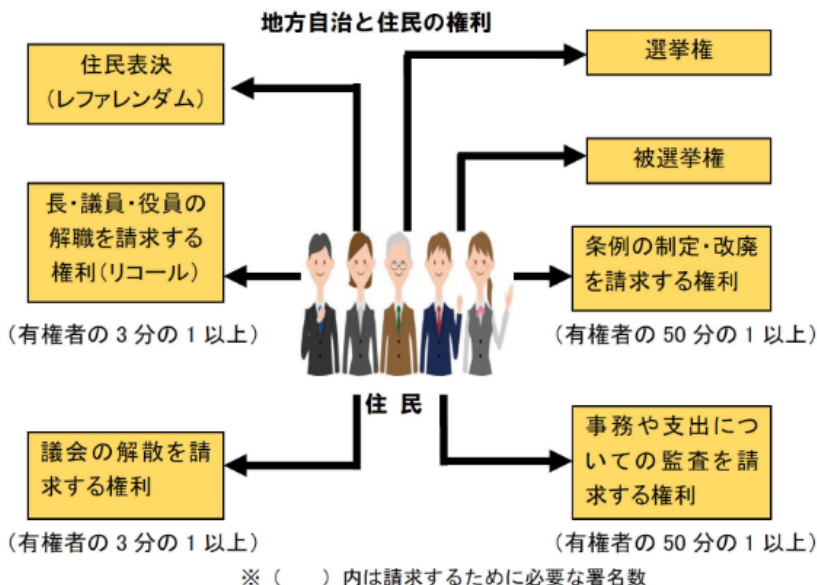 地方自治と住民の権利
住民表決
(レファレンダム)
選挙権
被選挙権
長・議員・役員の
解職を請求する
権利(リコール)
(有権者の 3 分の 1 以上)
条例の制定・改廃
を請求する権利
(有権者の 50 分の 1 以上)
住 民
議会の解散を請
求する権利
(有権者の 3 分の 1 以上)
事務や支出につ
いての監査を請
求する権利
(有権者の 50 分の 1 以上)
※ (　　) 内は請求するために必要な署名数